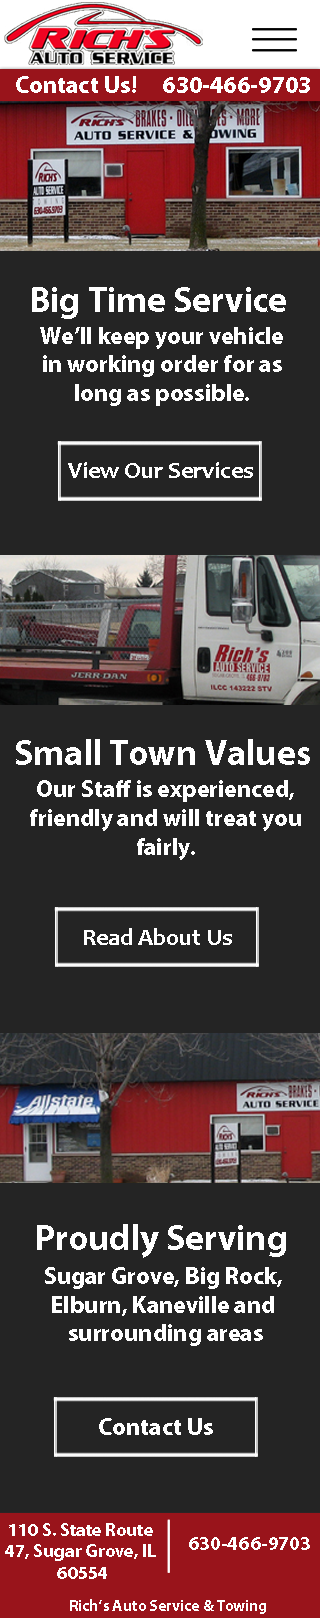 RICH'S
AUTO SERVICE
Contact Us! 630-466-9703
RICH'S BRAKES • OIL • MORE
AUTO SERVICE & TOWING
RICH'S
AUTO SERVICE
TOWING
630.466.9703
Big Time Service
We'll keep your vehicle
in working order for as
long as possible.
View Our Services
Rich's
AUTO SERVICE
466-9703
JERR-DAN
ILCC 143222 STV
Small Town Values
Our Staff is experienced,
friendly and will treat you
fairly.
Read About Us
Allstate
RICH'S BRAKES •
AUTO SERVICE
RICH'S
AUTO SERVICE
Proudly Serving
Sugar Grove, Big Rock,
Elburn, Kaneville and
surrounding areas
Contact Us
110 S. State Route
47, Sugar Grove, IL
60554
630-466-9703
Rich's Auto Service & Towing